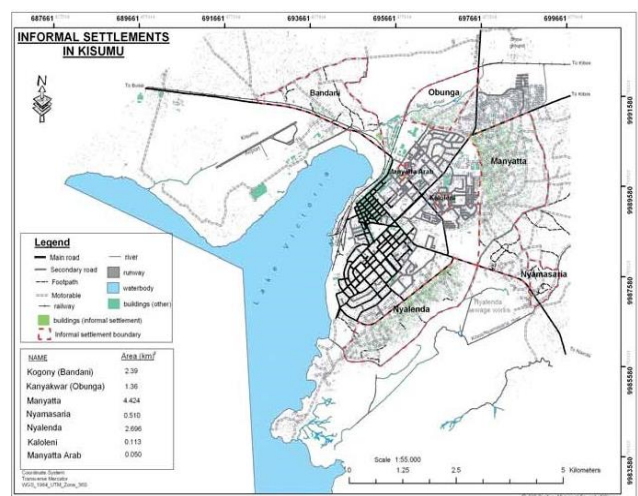 687661 689661 691661 693661 695661 697661 699661
INFORMAL SETTLEMENTS
IN KISUMU
N
To Kibos
Bandani
Obunga
To Kibos
9991580
Kisumu
Manyatta
Manyatta Arab
9989580
Kaloleni
Lake Victoria
Legend
Main road
Secondary road
Footpath
Motorable
railway
river
runway
waterbody
buildings (other)
buildings (informal settlement)
Informal settlement boundary
Nyamasaria
9987580
Nyalenda
Nyalenda
sewage works
To Nairobi
NAME Area (km²
Kogony (Bandani) 2.39
Kanyakwar (Obunga) 1.36
Manyatta 4.424
Nyamasaria 0.510
Nyalenda 2.696
Kaloleni 0.113
Manyatta Arab 0.050
9985580
Scale 1:55,000
0 1.25 2.5 5 Kilometers
9983580
Coordinate System
Transverse Mercator